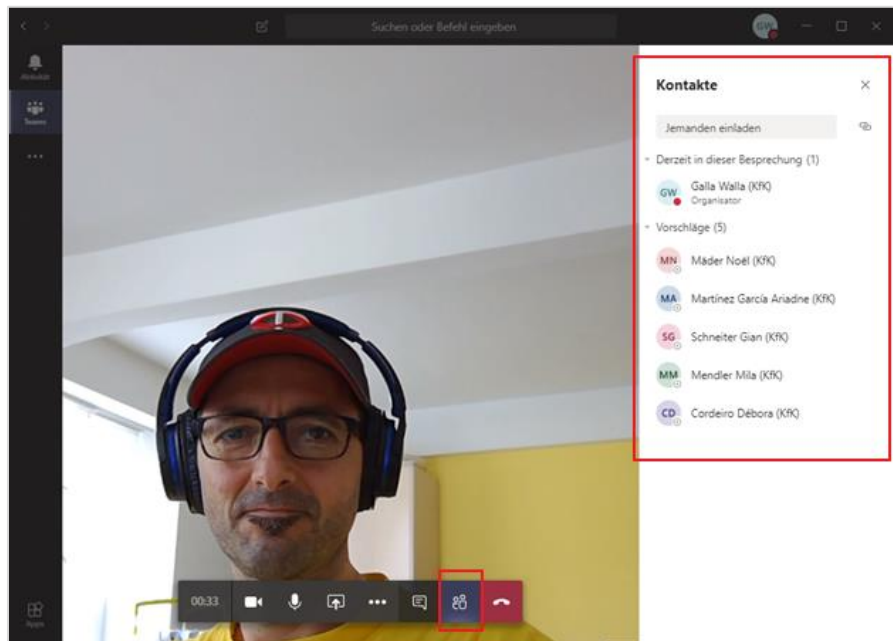 Suchen oder Befehl eingeben
GW
Aktivität
Teams
Kontakte
Jemanden einladen
Derzeit in dieser Besprechung (1)
GW
Galla Walla (KfK)
Organisator
Vorschläge (5)
MN
Mäder Noël (KfK)
MA
Martínez García Ariadne (KfK)
SG
Schneiter Gian (KfK)
MM
Mendler Mila (KfK)
CD
Cordeiro Débora (KfK)
00:33
Apps